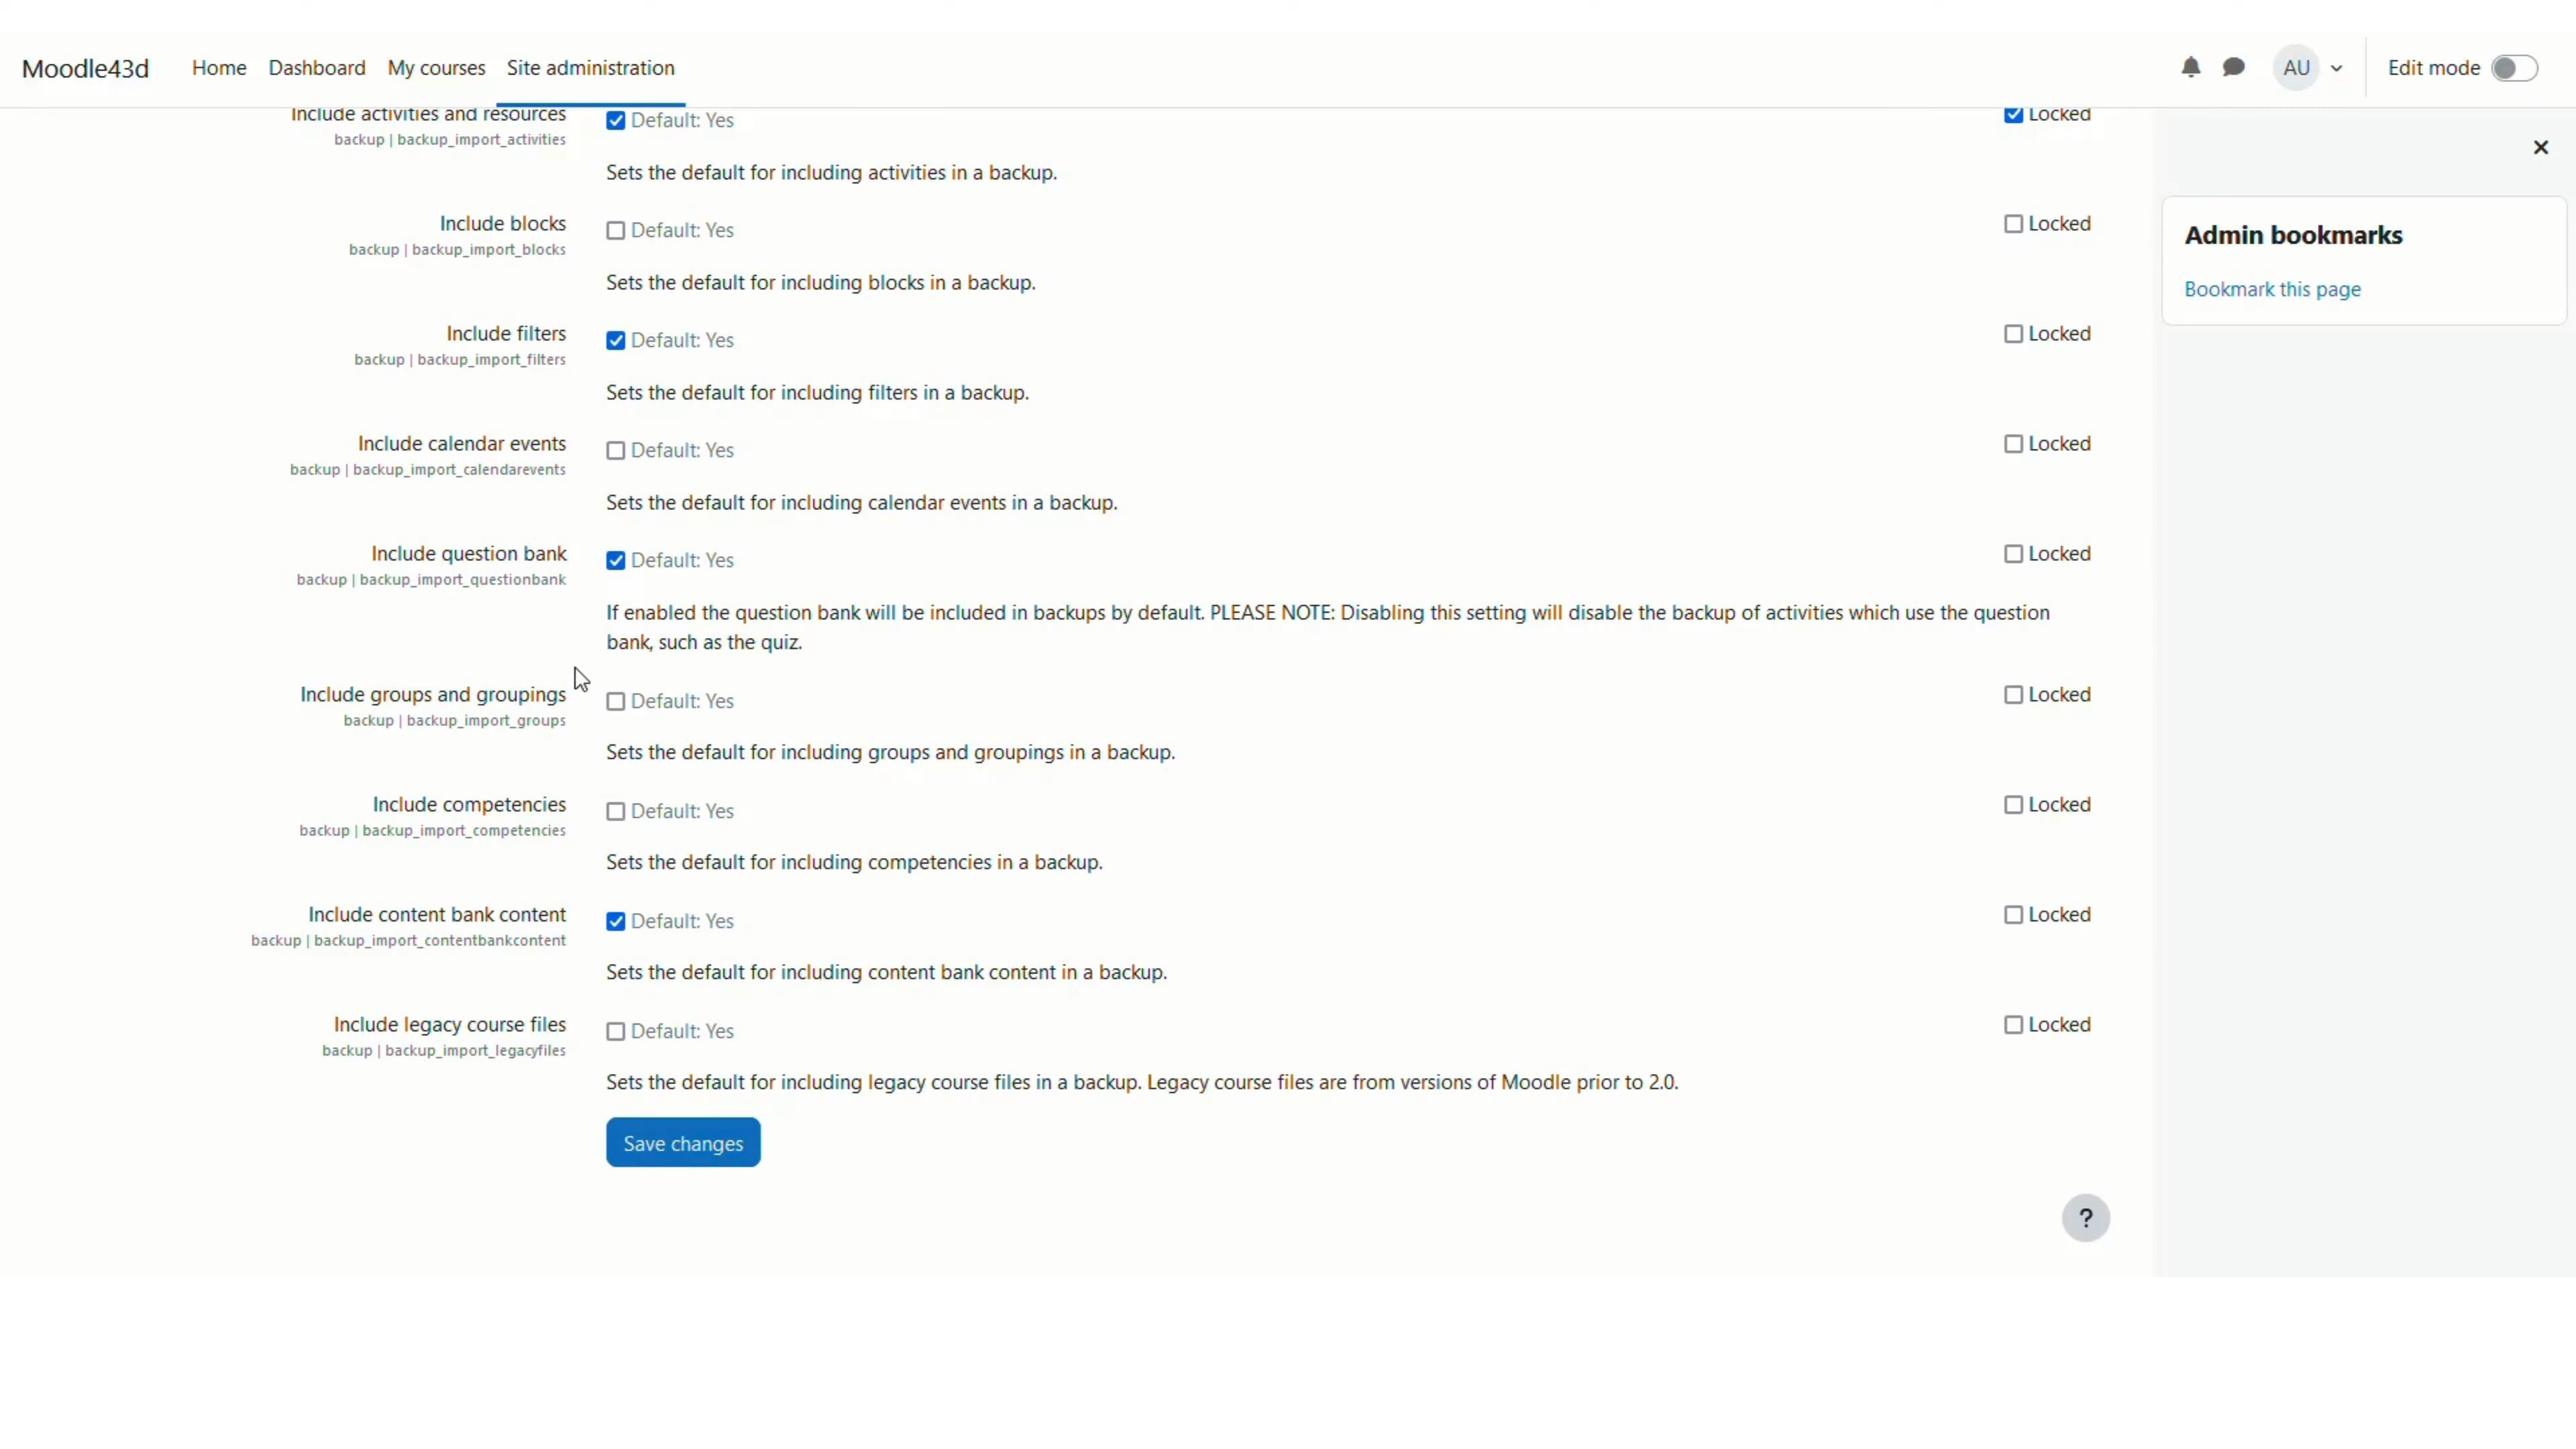 Moodle43d Home Dashboard My courses Site administration AU Edit mode
Include activities and resources Default: Yes Locked
backup | backup_import_activities
Sets the default for including activities in a backup.
Include blocks Default: Yes Locked
backup | backup_import_blocks
Admin bookmarks
Sets the default for including blocks in a backup.
Bookmark this page
Include filters Default: Yes Locked
backup | backup_import_filters
Sets the default for including filters in a backup.
Include calendar events Default: Yes Locked
backup | backup_import_calendarevents
Sets the default for including calendar events in a backup.
Include question bank Default: Yes Locked
backup | backup_import_questionbank
If enabled the question bank will be included in backups by default. PLEASE NOTE: Disabling this setting will disable the backup of activities which use the question
bank, such as the quiz.
Include groups and groupings Default: Yes Locked
backup | backup_import_groups
Sets the default for including groups and groupings in a backup.
Include competencies Default: Yes Locked
backup | backup_import_competencies
Sets the default for including competencies in a backup.
Include content bank content Default: Yes Locked
backup | backup_import_contentbankcontent
Sets the default for including content bank content in a backup.
Include legacy course files Default: Yes Locked
backup | backup_import_legacyfiles
Sets the default for including legacy course files in a backup. Legacy course files are from versions of Moodle prior to 2.0.
Save changes
?